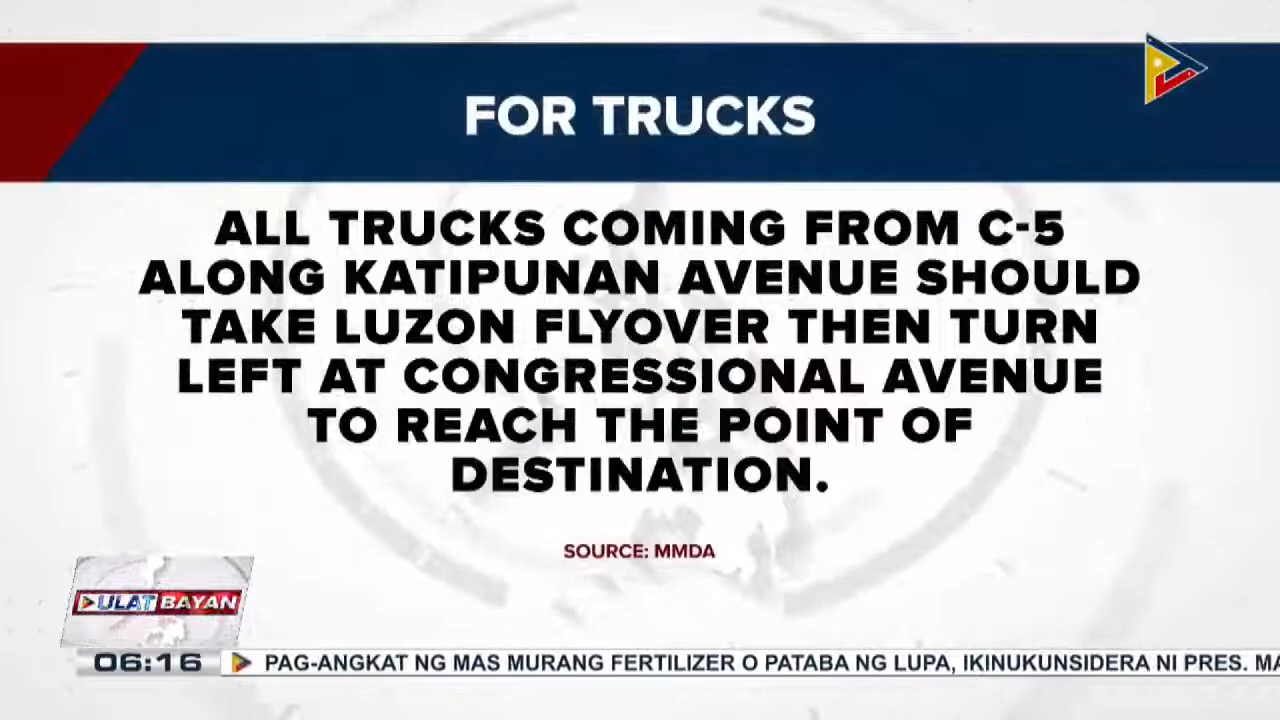 FOR TRUCKS
ALL TRUCKS COMING FROM C-5
ALONG KATIPUNAN AVENUE SHOULD
TAKE LUZON FLYOVER THEN TURN
LEFT AT CONGRESSIONAL AVENUE
TO REACH THE POINT OF
DESTINATION.
SOURCE: MMDA
ULAT BAYAN
06:16 PAG-ANGKAT NG MAS MURANG FERTILIZER O PATABA NG LUPA, IKINUKUNSIDERA NI PRES. MA